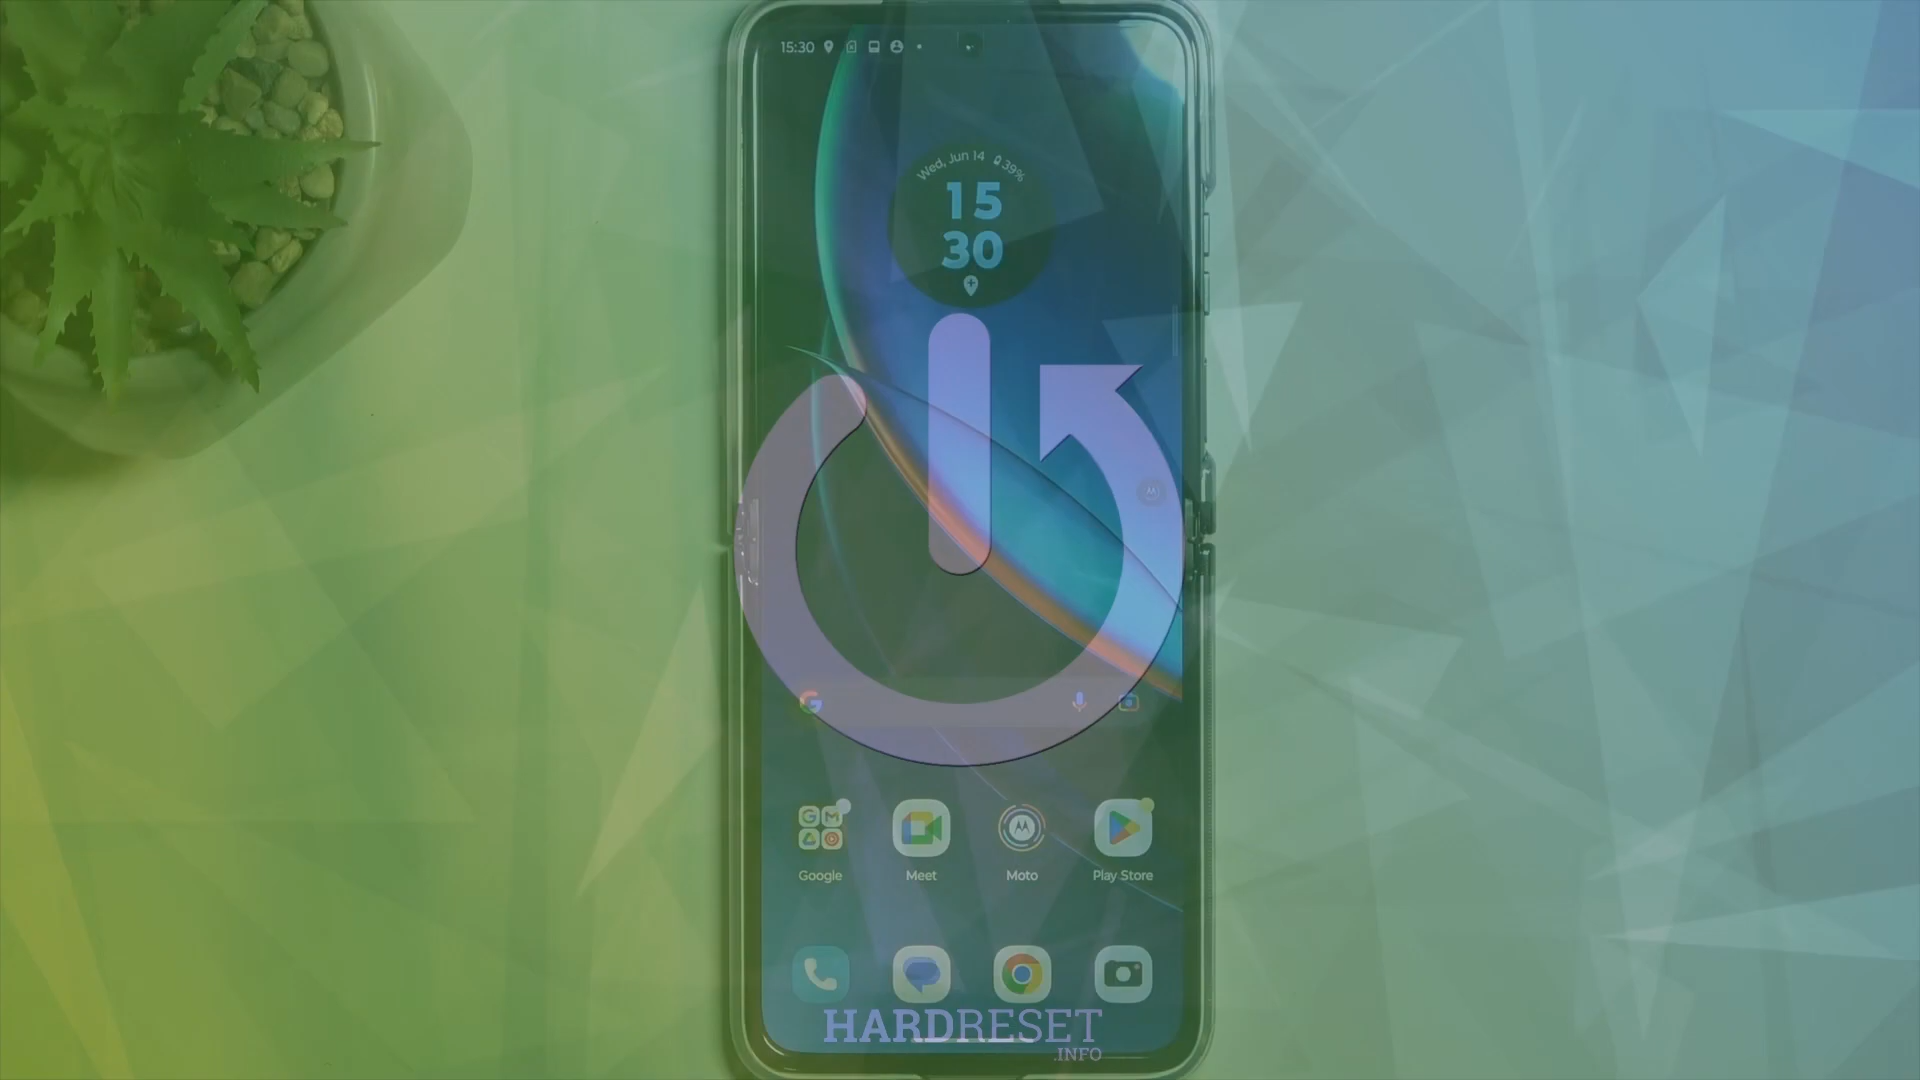 15:30
Wed, Jun 14 39%
15
30
Google Meet Moto Play Store
HARDRESET
.INFO